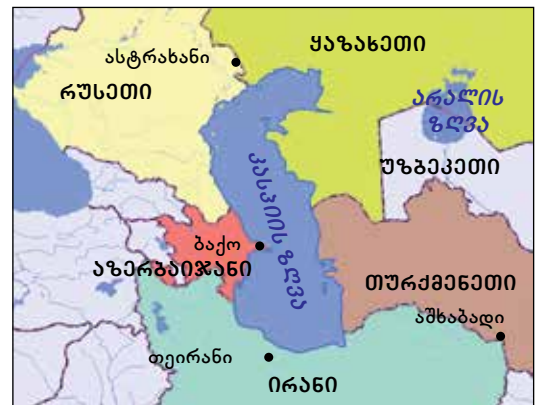 ყაზახეთი
ასტრახანი
რუსეთი
არალის
ზღვა
უზბეკეთი
კასპიის ზღვა
ბაქო
აზერბაიჯანი
თურქმენეთი
აშხაბადი
თეირანი
ირანი